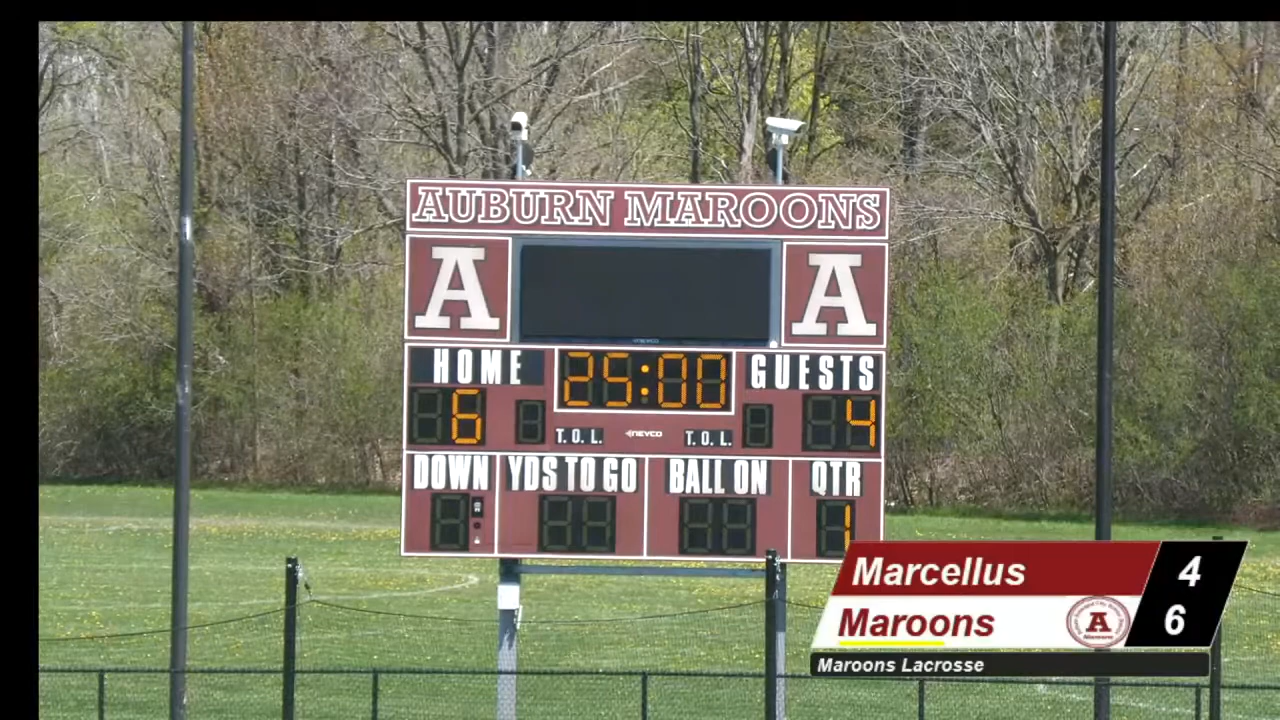 AUBURN MAROONS
A A
HOME 25:00 GUESTS
6 4
T.O.L. NEVCO T.O.L.
DOWN YDS TO GO BALL ON QTR
1
Marcellus 4
Maroons A 6
Maroons Lacrosse